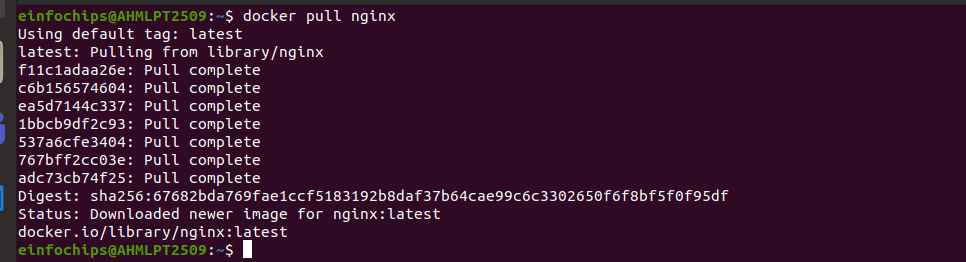 einfochips@AHMLPT2509:~$ docker pull nginx
Using default tag: latest
latest: Pulling from library/nginx
f11c1adaa26e: Pull complete
c6b156574604: Pull complete
ea5d7144c337: Pull complete
1bbcb9df2c93: Pull complete
537a6cfe3404: Pull complete
767bff2cc03e: Pull complete
adc73cb74f25: Pull complete
Digest: sha256:67682bda769fae1ccf5183192b8daf37b64cae99c6c3302650f6f8bf5f0f95df
Status: Downloaded newer image for nginx:latest
docker.io/library/nginx:latest
einfochips@AHMLPT2509:~$